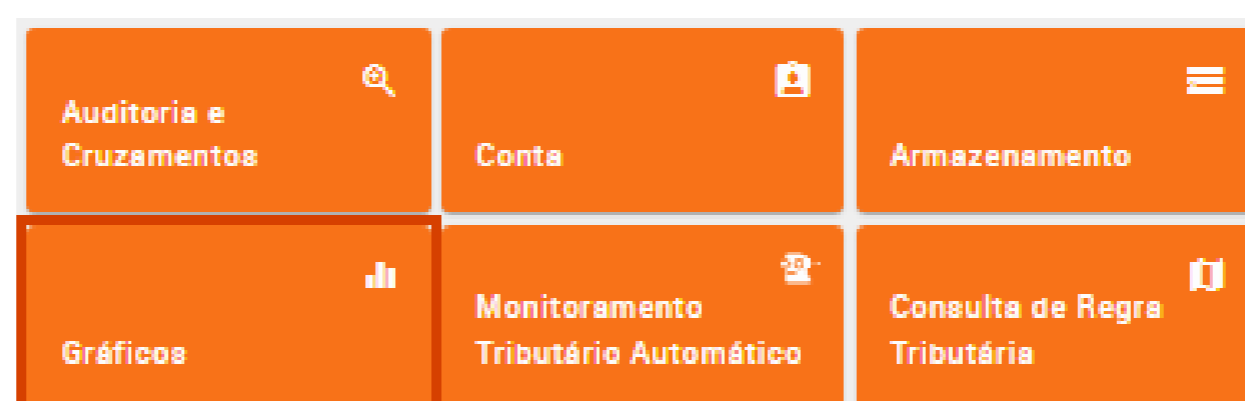 Auditoria e
Cruzamentos
Conta
Armazenamento
Gráficos
Monitoramento
Tributário Automático
Consulta de Regra
Tributária